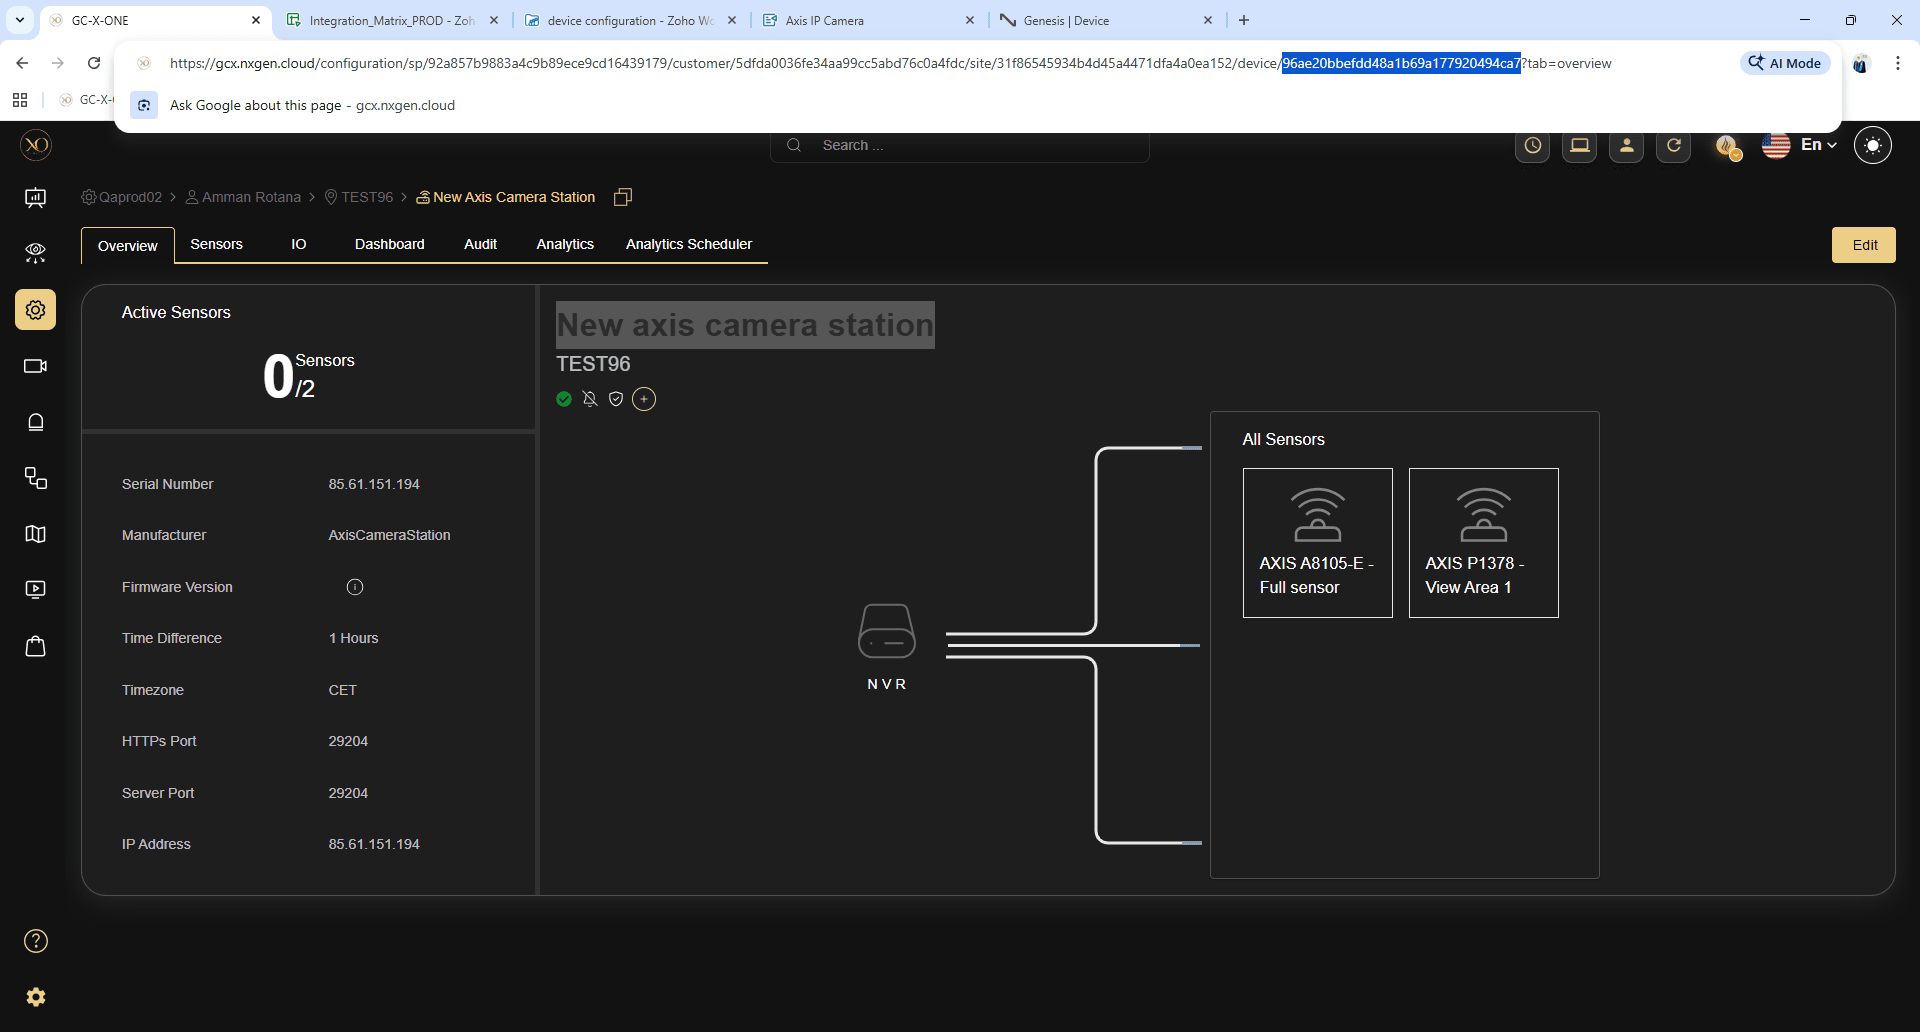 GC-X-ONE
Integration_Matrix_PROD - Zoh
device configuration - Zoho Wo
Axis IP Camera
Genesis | Device
https://gcx.nxgen.cloud/configuration/sp/92a857b9883a4c9b89ece9cd16439179/customer/5dfda0036fe34aa99cc5abd76c0a4fdc/site/31f86545934b4d45a4471dfa4a0ea152/device/96ae20bbefdd48a1b69a177920494ca7?tab=overview
AI Mode
GC-X-
Ask Google about this page - gcx.nxgen.cloud
XO
Search ...
En
Qaprod02
Amman Rotana
TEST96
New Axis Camera Station
Overview
Sensors
IO
Dashboard
Audit
Analytics
Analytics Scheduler
Edit
Active Sensors
0 Sensors
/2
New axis camera station
TEST96
Serial Number 85.61.151.194
Manufacturer AxisCameraStation
Firmware Version
Time Difference 1 Hours
Timezone CET
HTTPs Port 29204
Server Port 29204
IP Address 85.61.151.194
NVR
All Sensors
AXIS A8105-E -
Full sensor
AXIS P1378 -
View Area 1